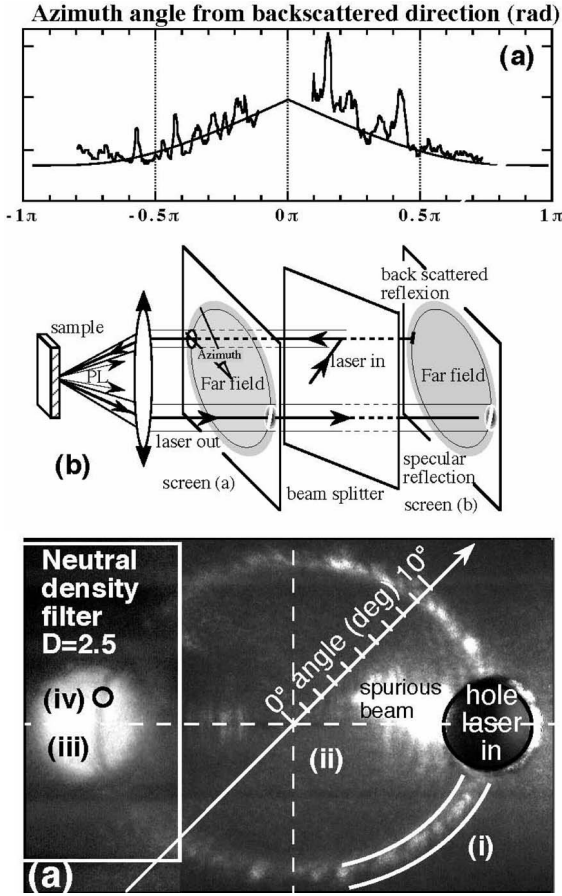 Azimuth angle from backscattered direction (rad)
(a)
-1π
-0.5π
0π
0.5π
1π
back scattered
reflexion
sample
PL
Azimuth
Far field
laser in
Far field
(b)
laser out
specular
reflection
screen (a)
beam splitter
screen (b)
Neutral
density
filter
D=2.5
0° angle (deg) 10°
(iv)
(iii)
spurious
beam
hole
laser
in
(ii)
(i)
(a)